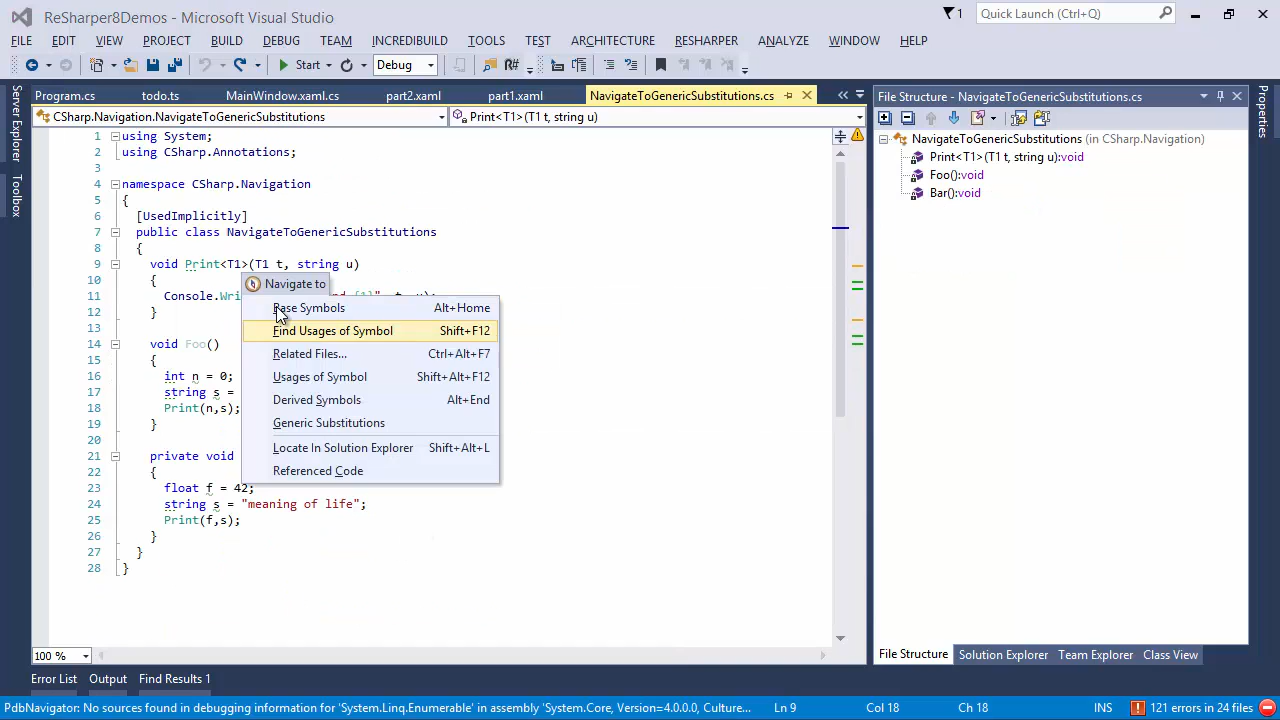 ReSharper8Demos - Microsoft Visual Studio
1
Quick Launch (Ctrl+Q)
FILE EDIT VIEW PROJECT BUILD DEBUG TEAM INCREDIBUILD TOOLS TEST ARCHITECTURE RESHARPER ANALYZE WINDOW HELP
Start Debug R#
Server Explorer
Toolbox
Program.cs todo.ts MainWindow.xaml.cs part2.xaml part1.xaml NavigateToGenericSubstitutions.cs
CSharp.Navigation.NavigateToGenericSubstitutions Print<T1>(T1 t, string u)
1 using System;
2 using CSharp.Annotations;
3
4 namespace CSharp.Navigation
5 {
6 [UsedImplicitly]
7 public class NavigateToGenericSubstitutions
8 {
9 void Print<T1>(T1 t, string u)
10 {
11 Console.Wri
12 }
13
14 void Foo()
15 {
16 int n = 0;
17 string s =
18 Print(n,s);
19 }
20
21 private void
22 {
23 float f = 42;
24 string s = "meaning of life";
25 Print(f,s);
26 }
27 }
28 }
Navigate to
Base Symbols Alt+Home
Find Usages of Symbol Shift+F12
Related Files... Ctrl+Alt+F7
Usages of Symbol Shift+Alt+F12
Derived Symbols Alt+End
Generic Substitutions
Locate In Solution Explorer Shift+Alt+L
Referenced Code
100 %
File Structure - NavigateToGenericSubstitutions.cs
NavigateToGenericSubstitutions (in CSharp.Navigation)
Print<T1>(T1 t, string u):void
Foo():void
Bar():void
File Structure Solution Explorer Team Explorer Class View
Properties
Error List Output Find Results 1
PdbNavigator: No sources found in debugging information for 'System.Linq.Enumerable' in assembly 'System.Core, Version=4.0.0.0, Culture... Ln 9 Col 18 Ch 18 INS 121 errors in 24 files